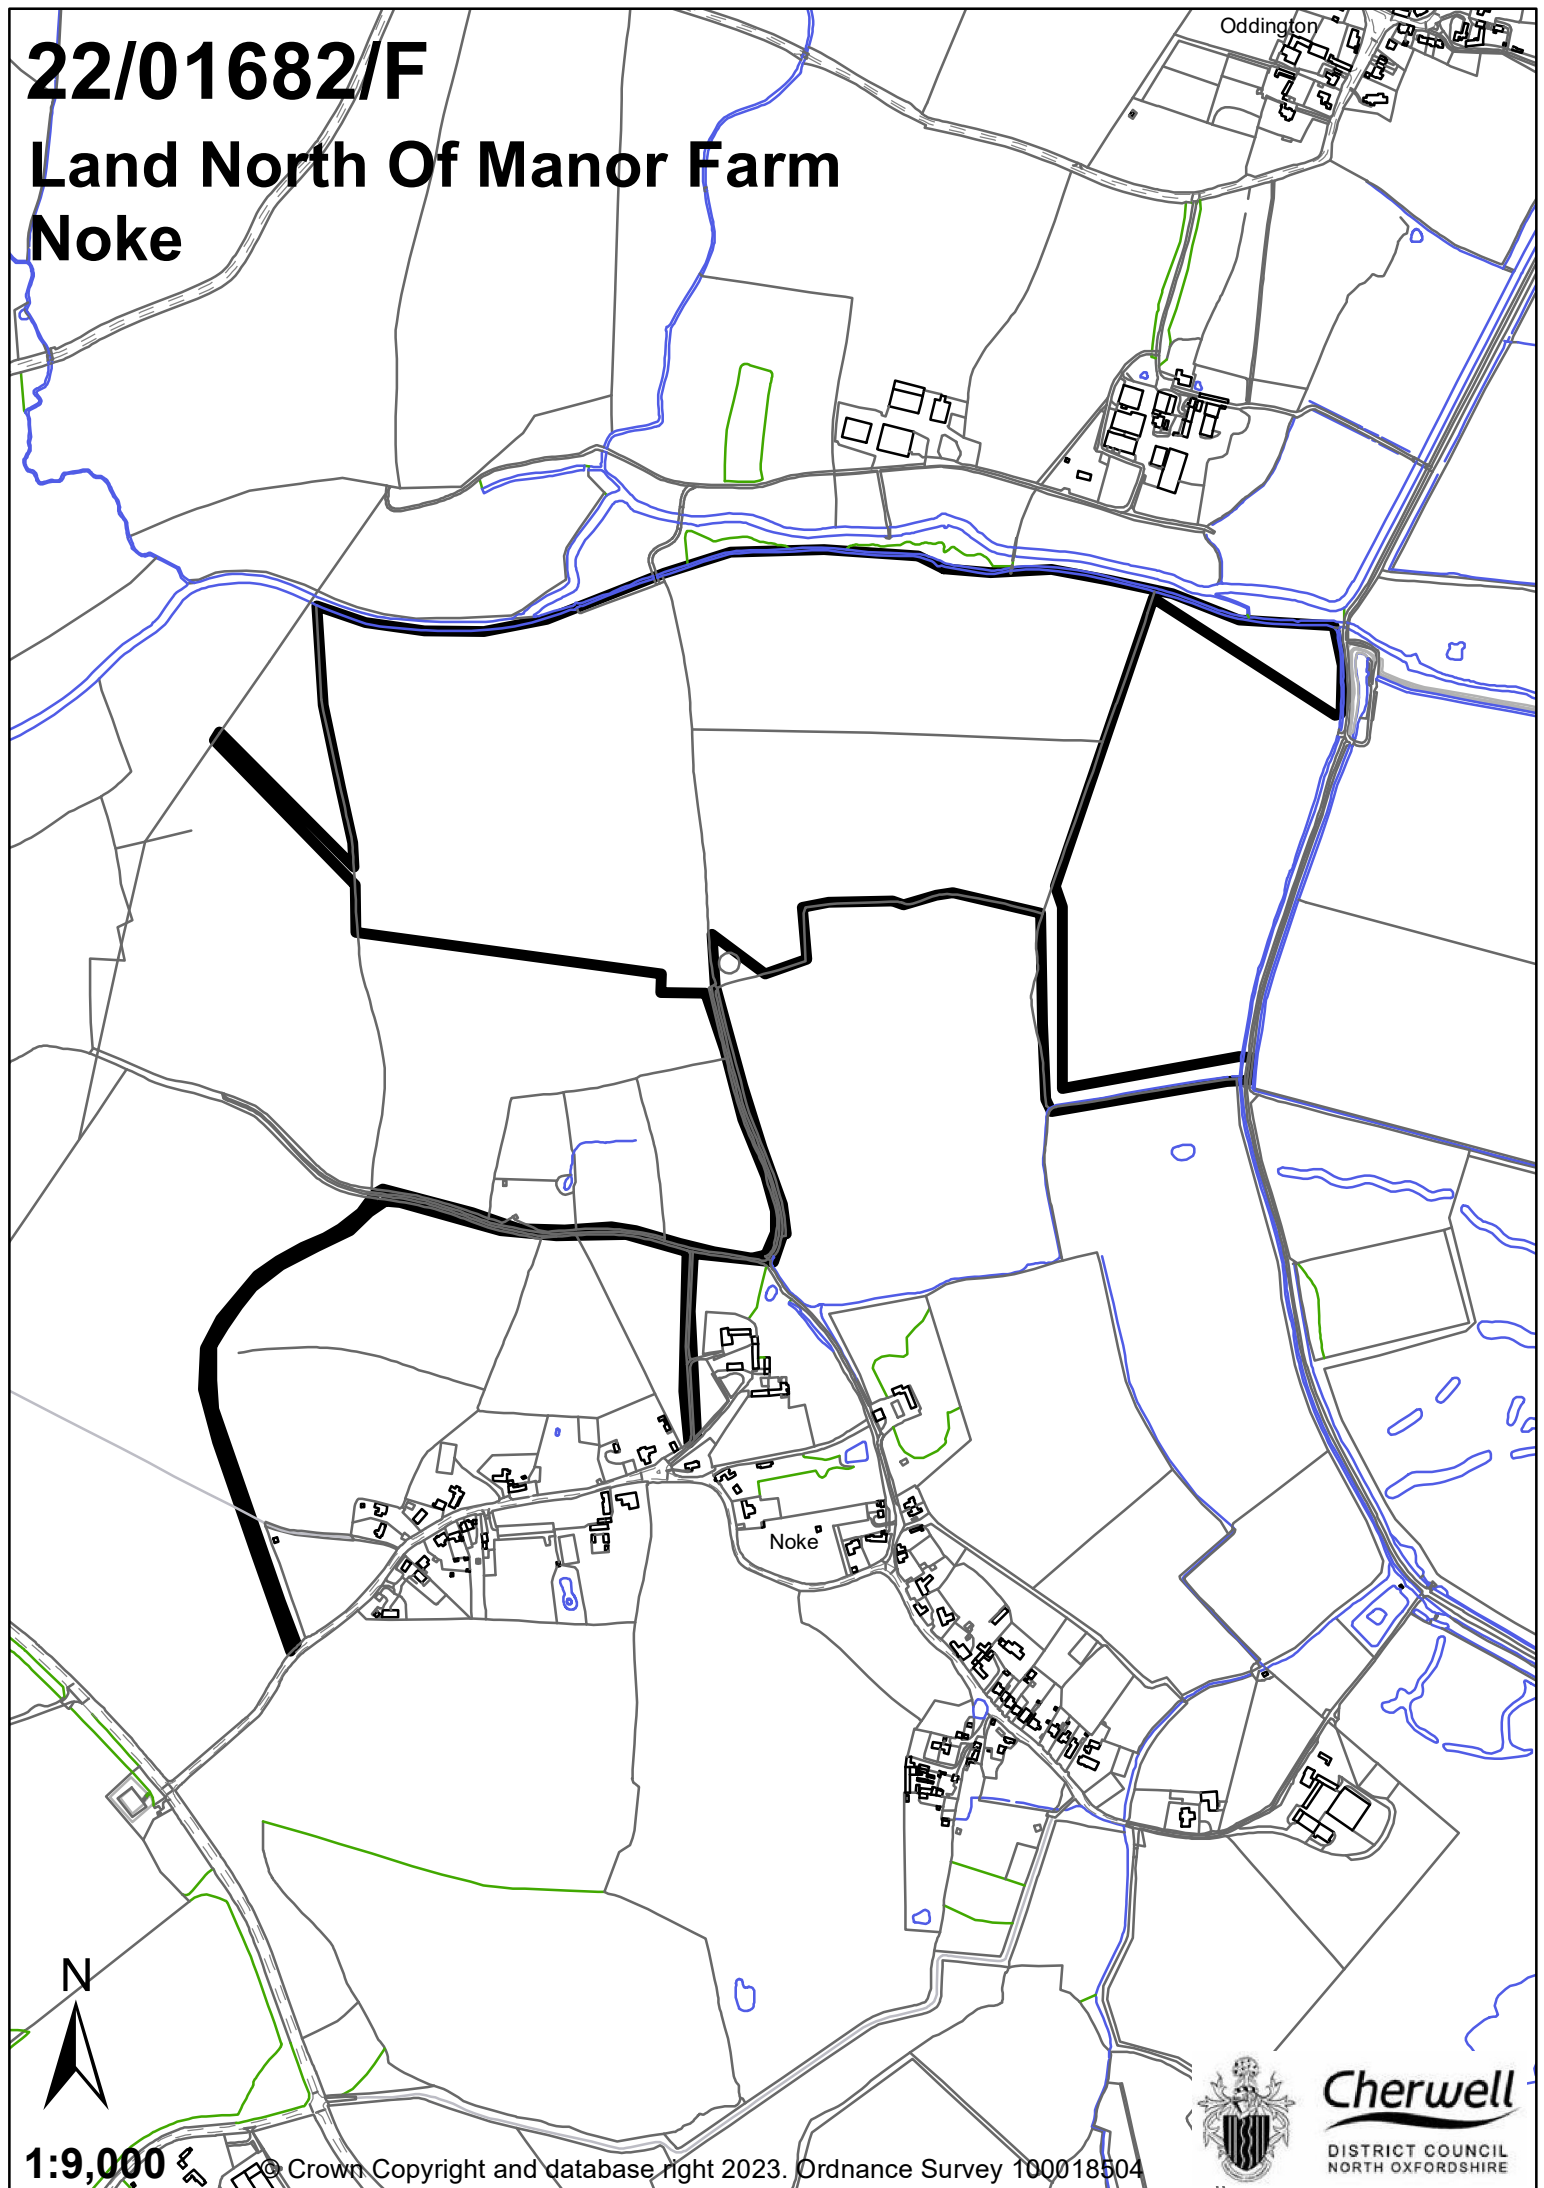 22/01682/F
Land North Of Manor Farm
Noke
Oddington
Noke
N
1:9,000
© Crown Copyright and database right 2023. Ordnance Survey 100018504
Cherwell
DISTRICT COUNCIL
NORTH OXFORDSHIRE